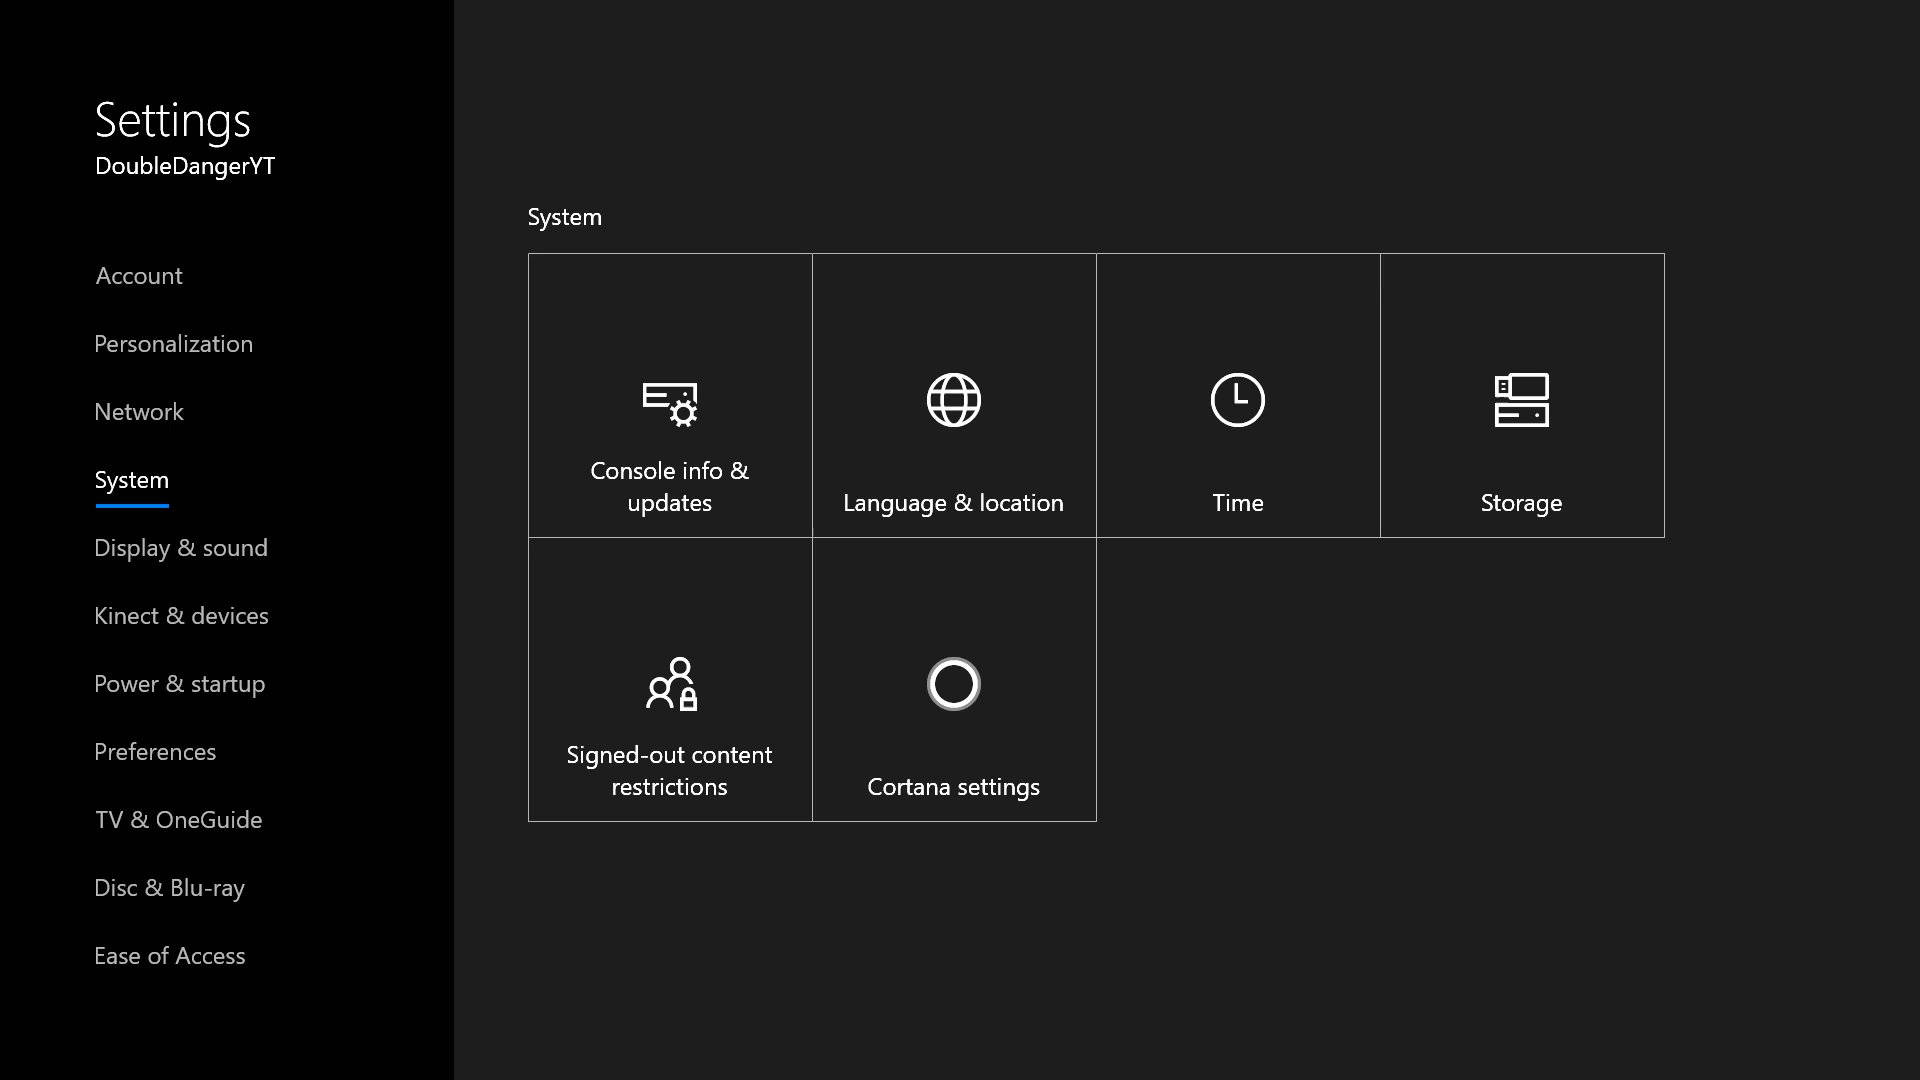 Settings
DoubleDangerYT
Account
Personalization
Network
System
Display & sound
Kinect & devices
Power & startup
Preferences
TV & OneGuide
Disc & Blu-ray
Ease of Access
System
Console info &
updates
Language & location
Time
Storage
Signed-out content
restrictions
Cortana settings